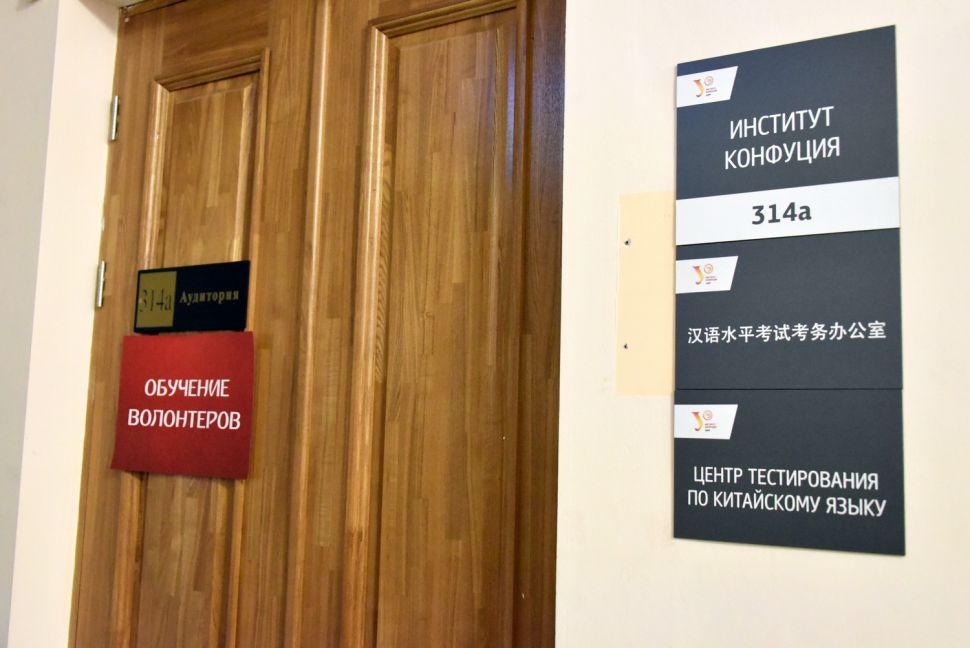 314а Аудитория
ОБУЧЕНИЕ
ВОЛОНТЕРОВ
ИНСТИТУТ
КОНФУЦИЯ
314а
汉语水平考试考务办公室
ЦЕНТР ТЕСТИРОВАНИЯ
ПО КИТАЙСКОМУ ЯЗЫКУ